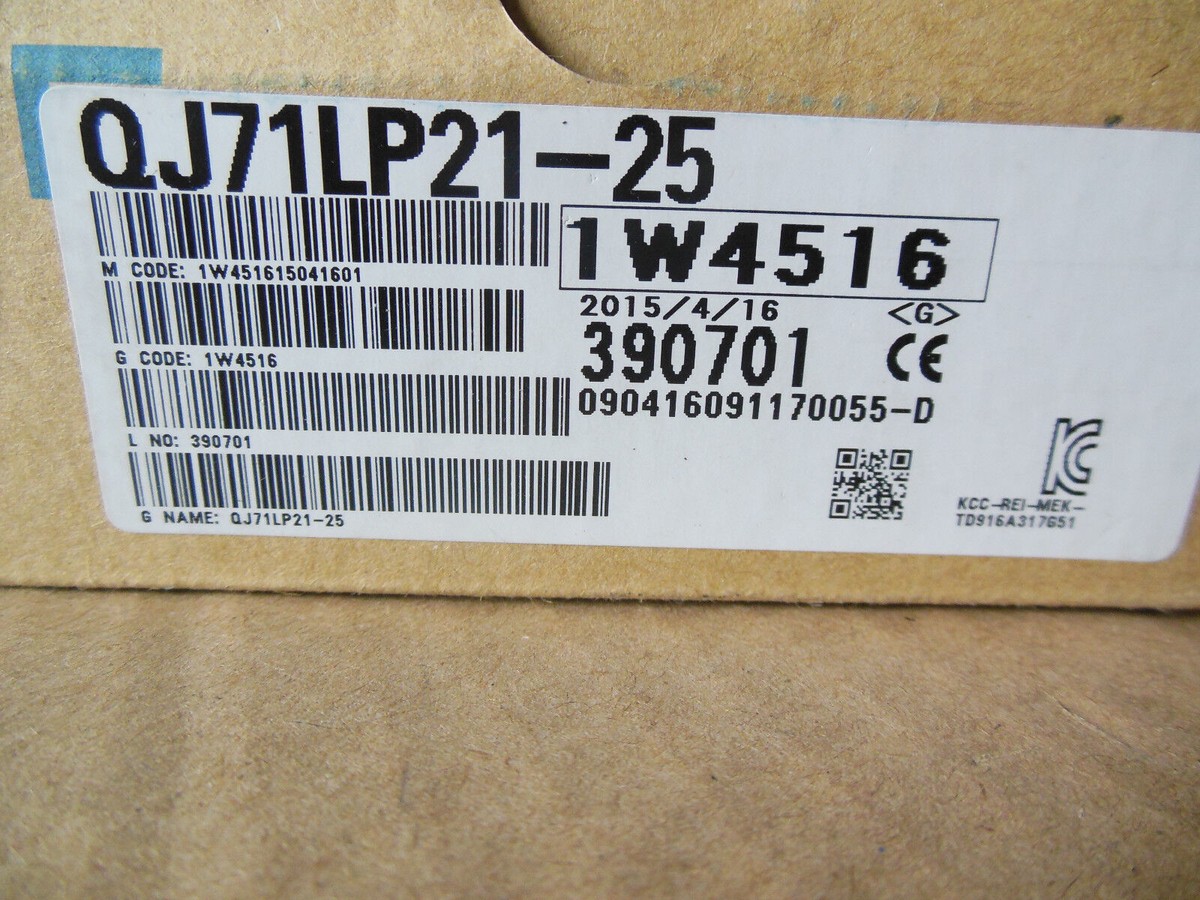 QJ71LP21-25
1W4516
M CODE: 1W451615041601
2015/4/16 <G>
390701 CE
G CODE: 1W4516
090416091170055-D
L NO: 390701
G NAME: QJ71LP21-25
KC
KCC-REI-MEK-
TD916A317G51